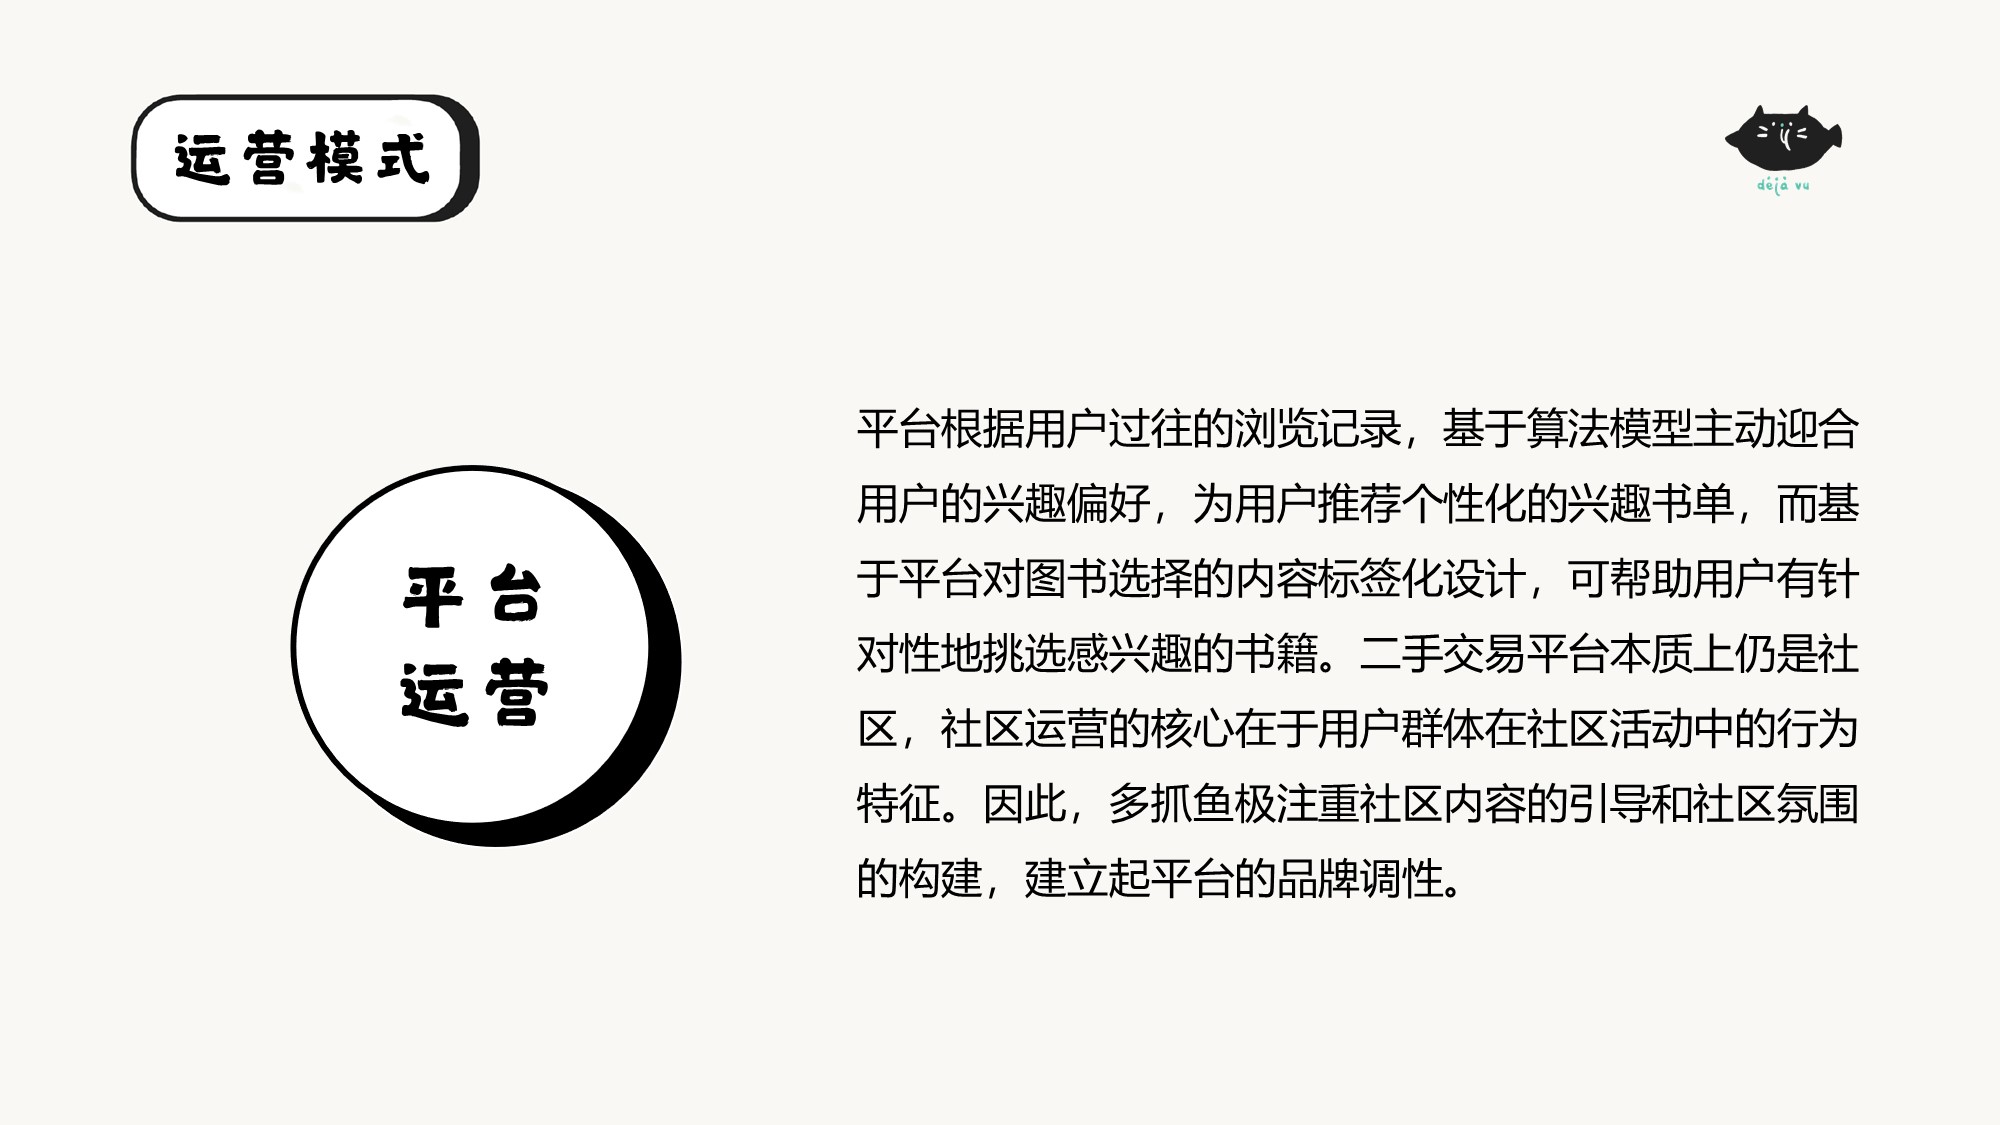 运营模式
déjà vu
平台
运营
平台根据用户过往的浏览记录，基于算法模型主动迎合
用户的兴趣偏好，为用户推荐个性化的兴趣书单，而基
于平台对图书选择的内容标签化设计，可帮助用户有针
对性地挑选感兴趣的书籍。二手交易平台本质上仍是社
区，社区运营的核心在于用户群体在社区活动中的行为
特征。因此，多抓鱼极注重社区内容的引导和社区氛围
的构建，建立起平台的品牌调性。